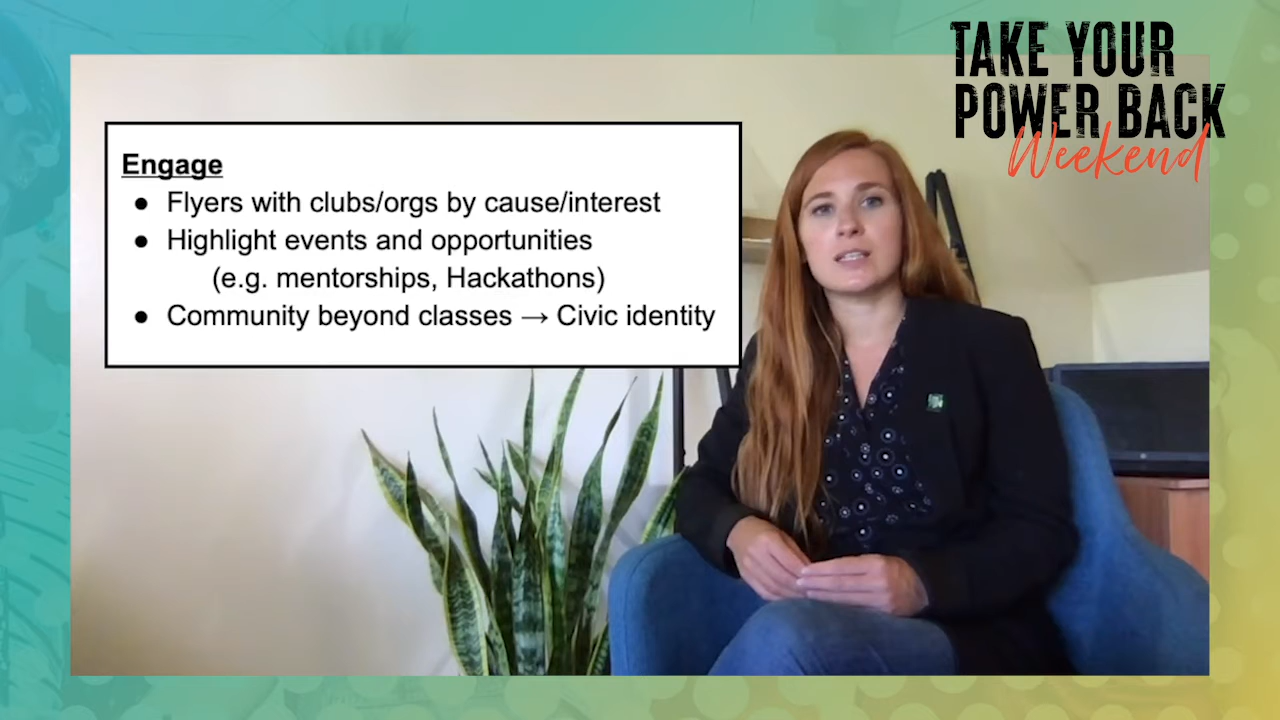 TAKE YOUR
POWER BACK
Weekend
Engage
● Flyers with clubs/orgs by cause/interest
● Highlight events and opportunities
(e.g. mentorships, Hackathons)
● Community beyond classes → Civic identity